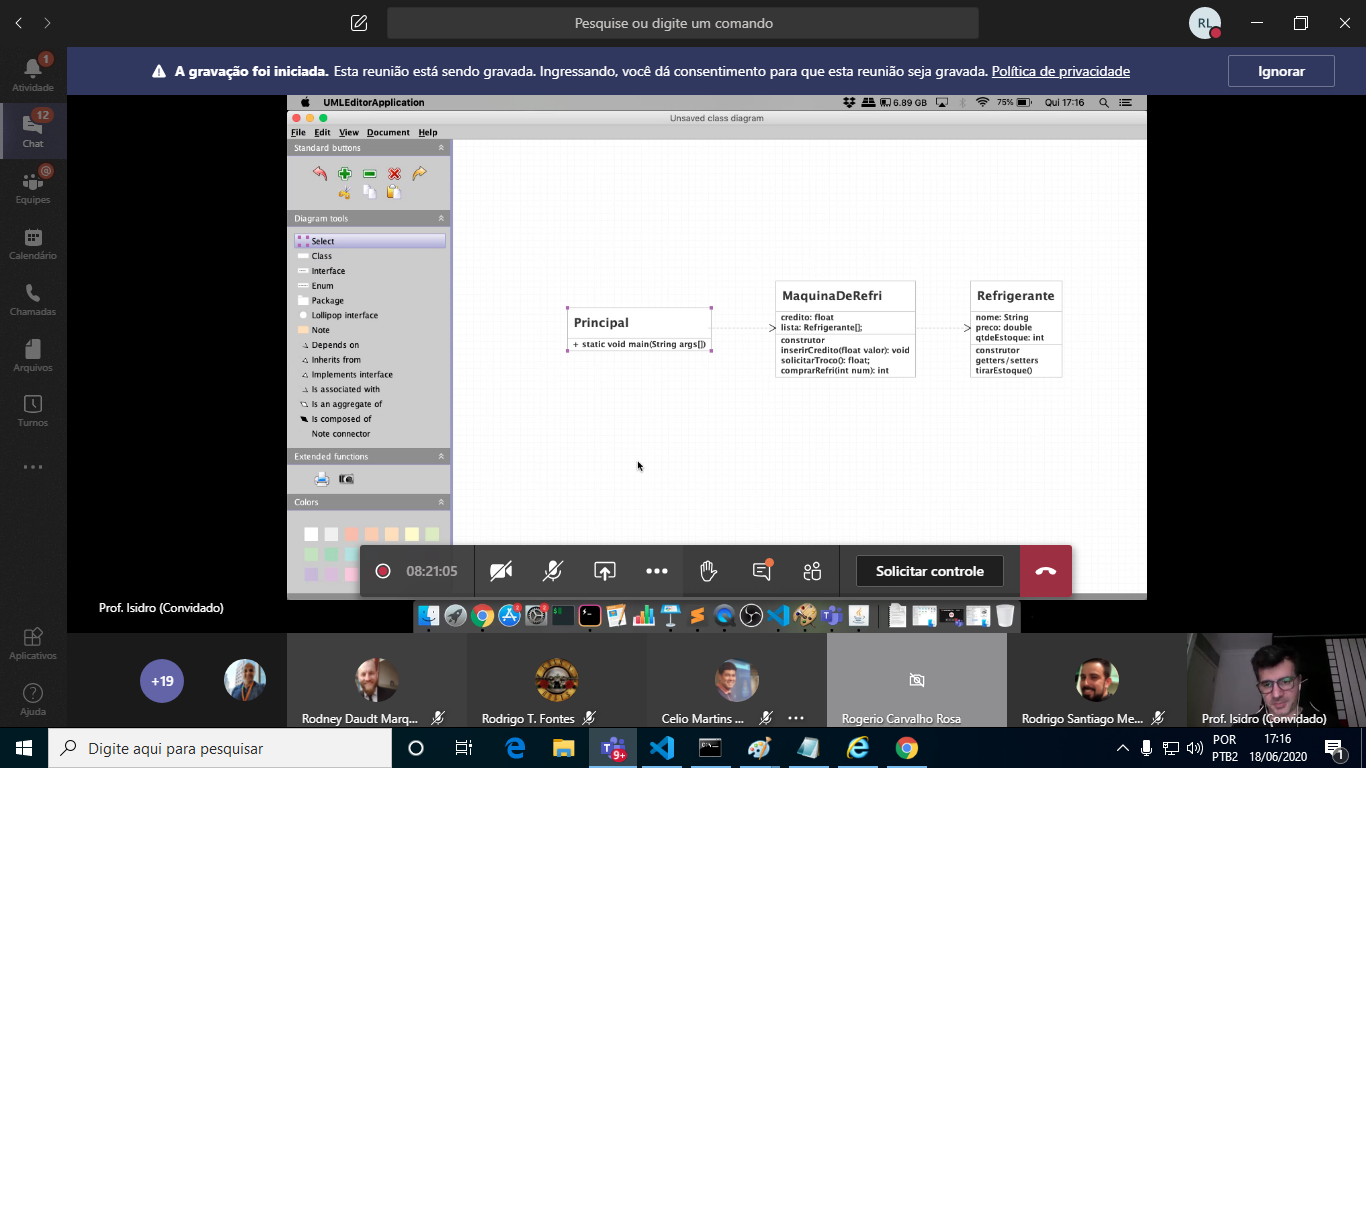 Pesquise ou digite um comando
RL
A gravação foi iniciada. Esta reunião está sendo gravada. Ingressando, você dá consentimento para que esta reunião seja gravada. Política de privacidade
Ignorar
1
Atividade
12
Chat
@
Equipes
Calendário
Chamadas
Arquivos
Turnos
Aplicativos
Ajuda
UMLEditorApplication
6.89 GB
75%
Qui 17:16
Unsaved class diagram
File Edit View Document Help
Standard buttons
Diagram tools
Select
Class
Interface
Enum
Package
Lollipop interface
Note
Depends on
Inherits from
Implements interface
Is associated with
Is an aggregate of
Is composed of
Note connector
Extended functions
Colors
Principal
+ static void main(String args[])
MaquinaDeRefri
credito: float
lista: Refrigerante[];
construtor
inserirCredito(float valor): void
solicitarTroco(): float;
comprarRefri(int num): int
Refrigerante
nome: String
preco: double
qtdeEstoque: int
construtor
getters/setters
tirarEstoque()
08:21:05
Solicitar controle
Prof. Isidro (Convidado)
+19
Rodney Daudt Marq...
Rodrigo T. Fontes
Celio Martins ...
Rogerio Carvalho Rosa
Rodrigo Santiago Me...
Prof. Isidro (Convidado)
Digite aqui para pesquisar
9+
POR
PTB2
17:16
18/06/2020
1